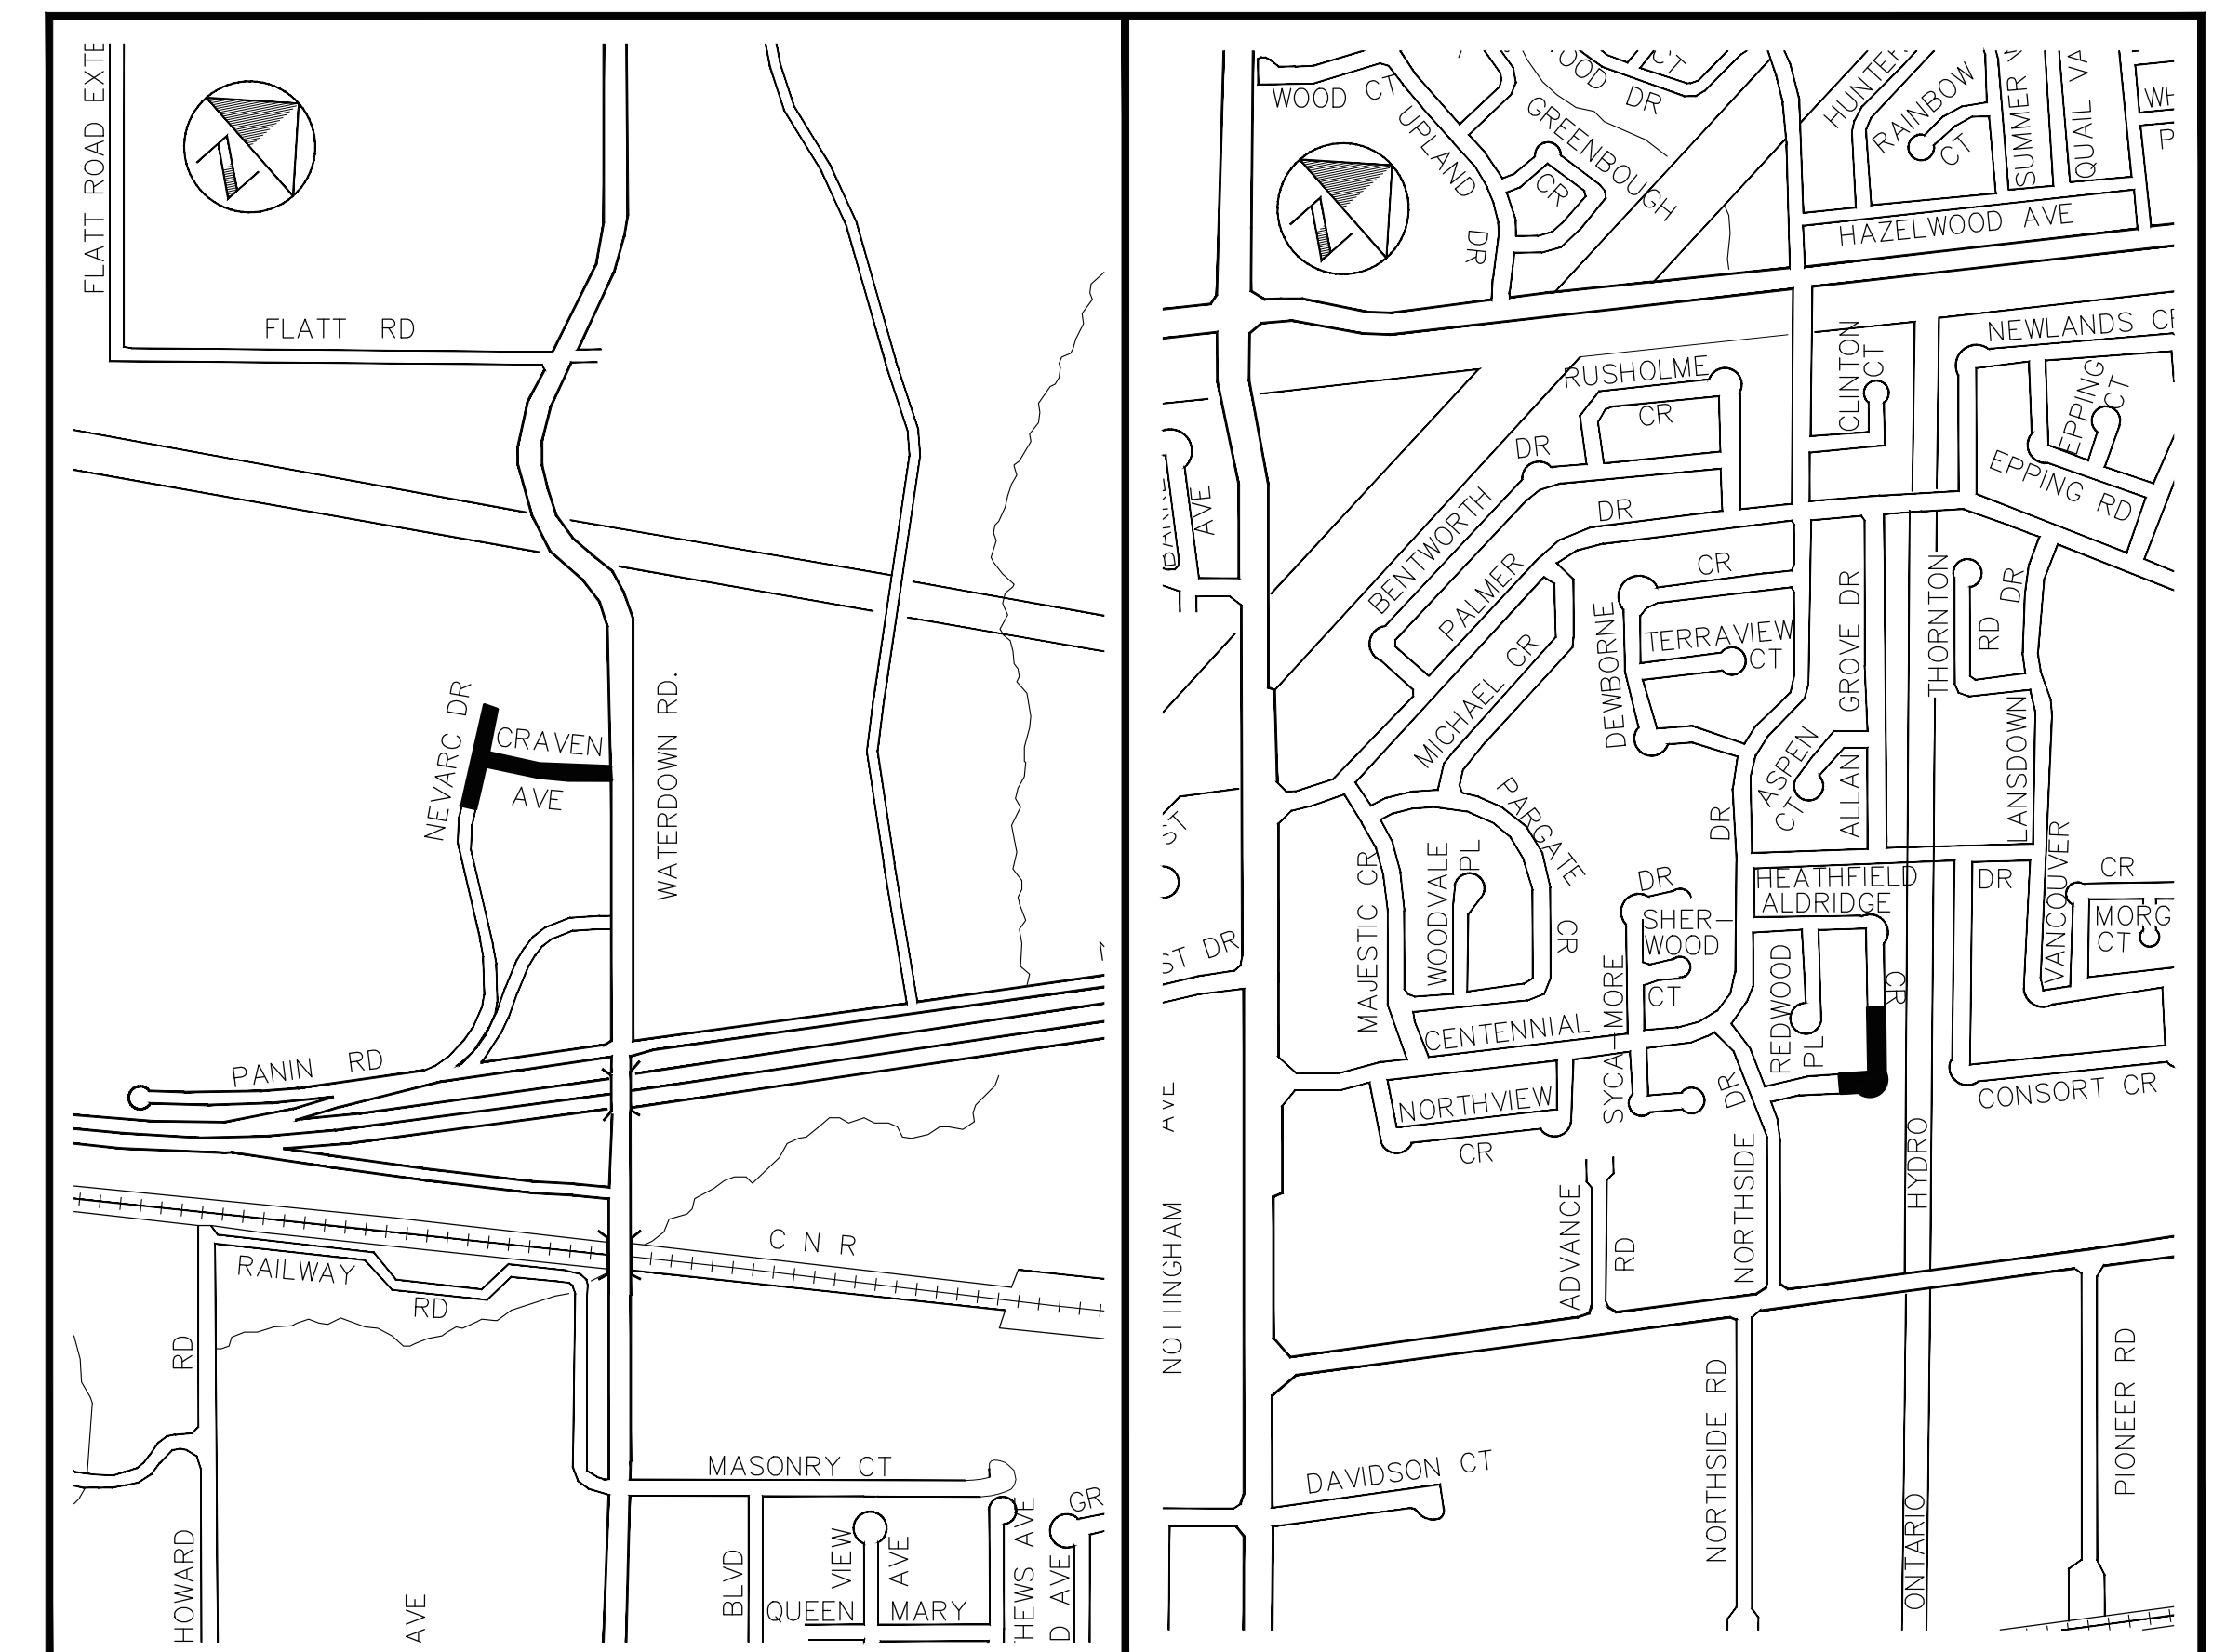 FLATT ROAD EXTE
FLATT RD
NEVARC DR
CRAVEN
AVE
WATERDOWN RD.
PANIN RD
C N R
RAILWAY
RD
RD
HOWARD
AVE
MASONRY CT
BLVD
VIEW
AVE
QUEEN MARY
HEWS AVE
D AVE
GR
WOOD CT
UPLAND
DR
GREENBOUGH
CR
OOD DR
CT
HUNTER
RAINBOW
CT
SUMMER
QUAIL VA
WH
P
HAZELWOOD AVE
NEWLANDS CR
CLINTON
CT
EPPING
CT
EPPING RD
RUSHOLME
CR
DR
BENTWORTH
DR
PALMER
AVE
MICHAEL CR
CR
DEWBORNE
TERRAVIEW
CT
GROVE DR
ALLAN
THORNTON
RD
DR
LANSDOWN
ASPEN
CT
DR
PARGATE
CR
ST
ST DR
MAJESTIC CR
WOODVALE
PL
DR
SHER-
WOOD
CT
SYCA-MORE
HEATHFIELD
DR
ALDRIDGE
CR
REDWOOD
PL
VANCOUVER
CR
MORG
CT
CENTENNIAL
DR
NORTHVIEW
CR
CONSORT CR
NOTTINGHAM AVE
ADVANCE
RD
NORTHSIDE
HYDRO
ONTARIO
NORTHSIDE RD
PIONEER RD
DAVIDSON CT